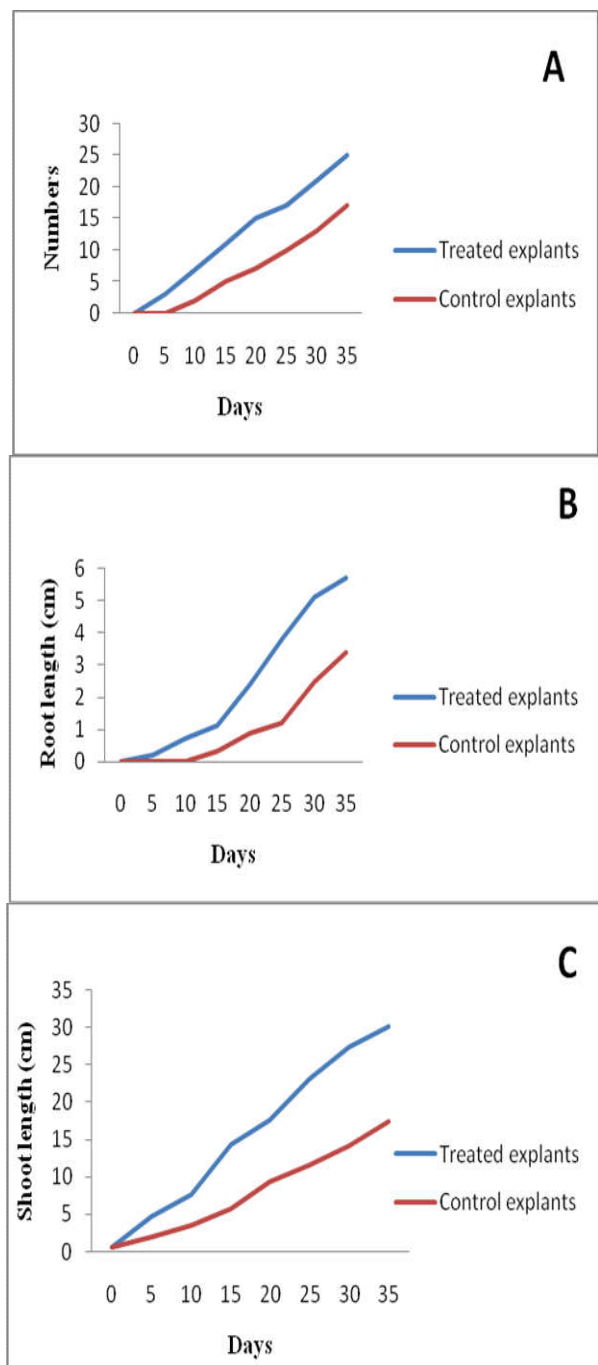 A
30
25
20
15
10
5
0
Numbers
Treated explants
Control explants
0 5 10 15 20 25 30 35
Days
B
6
5
4
3
2
1
0
Root length (cm)
Treated explants
Control explants
0 5 10 15 20 25 30 35
Days
C
35
30
25
20
15
10
5
0
Shoot length (cm)
Treated explants
Control explants
0 5 10 15 20 25 30 35
Days